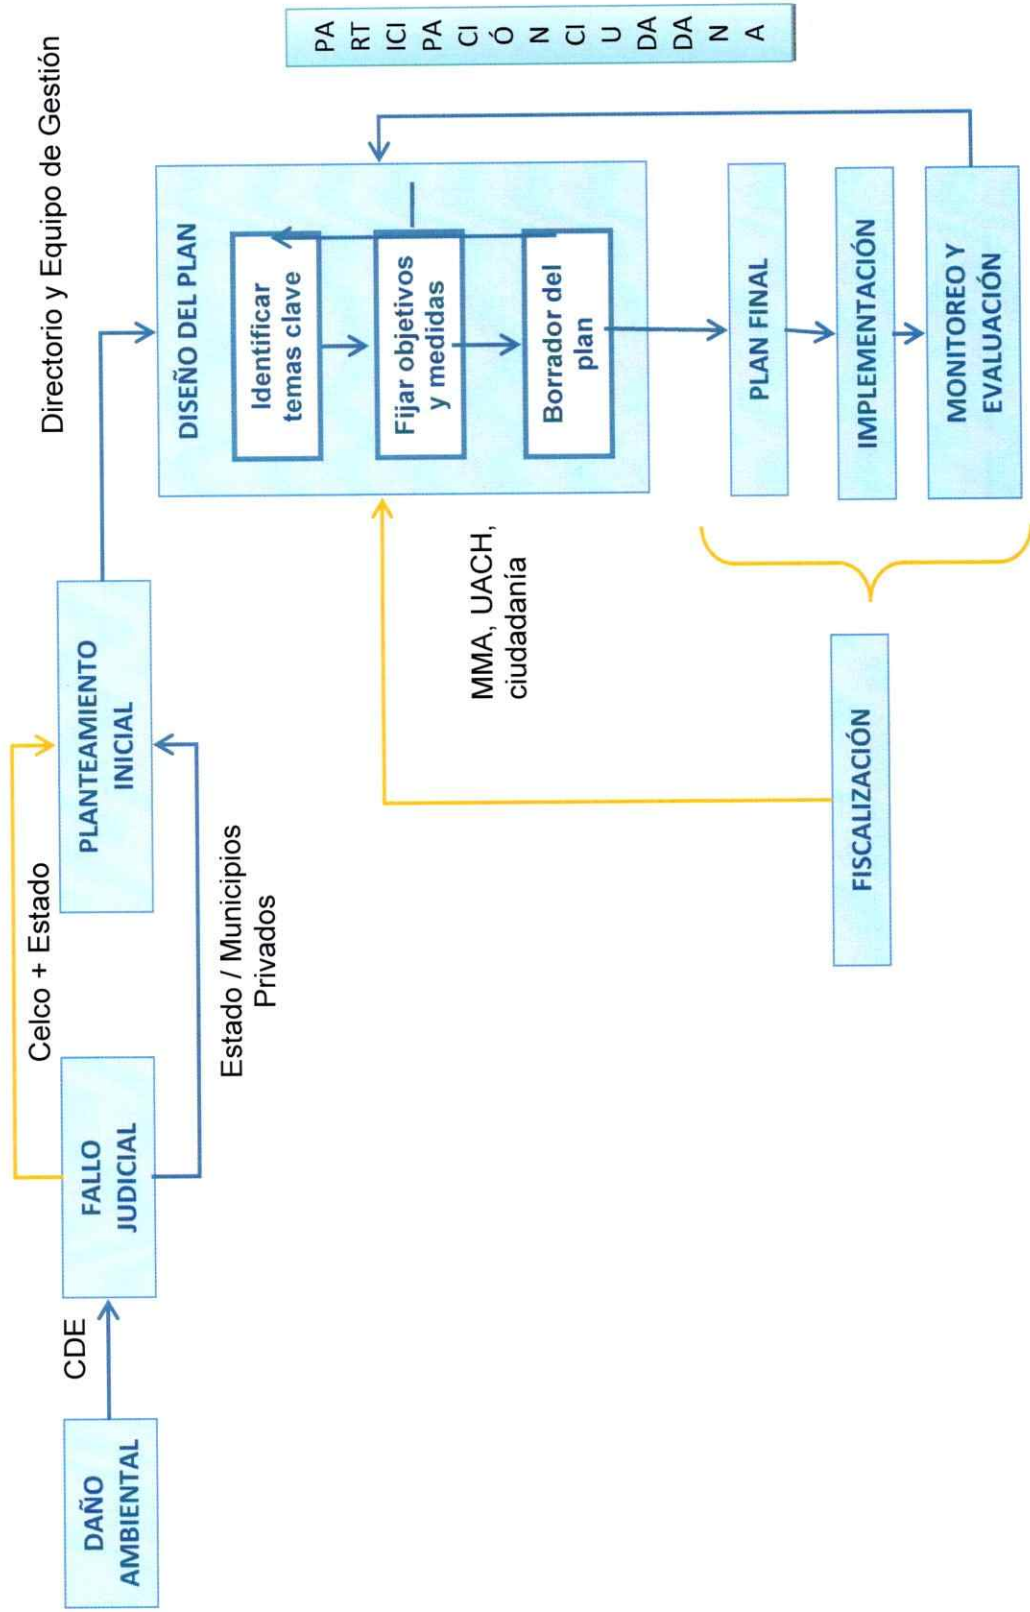 DAÑO
AMBIENTAL
CDE
FALLO
JUDICIAL
Celco + Estado
Estado / Municipios
Privados
PLANTEAMIENTO
INICIAL
Directorio y Equipo de Gestión
DISEÑO DEL PLAN
Identificar
temas clave
Fijar objetivos
y medidas
Borrador del
plan
MMA, UACH,
ciudadanía
PLAN FINAL
IMPLEMENTACIÓN
MONITOREO Y
EVALUACIÓN
FISCALIZACIÓN
PA
RT
ICI
PA
CI
Ó
N
CI
U
DA
DA
N
A